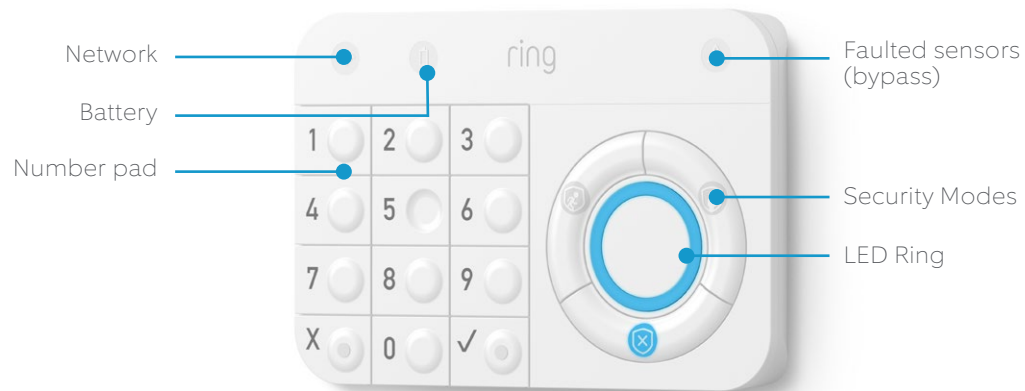 Network
Battery
Number pad
ring
Faulted sensors
(bypass)
Security Modes
LED Ring
1 2 3
4 5 6
7 8 9
X 0 ✓